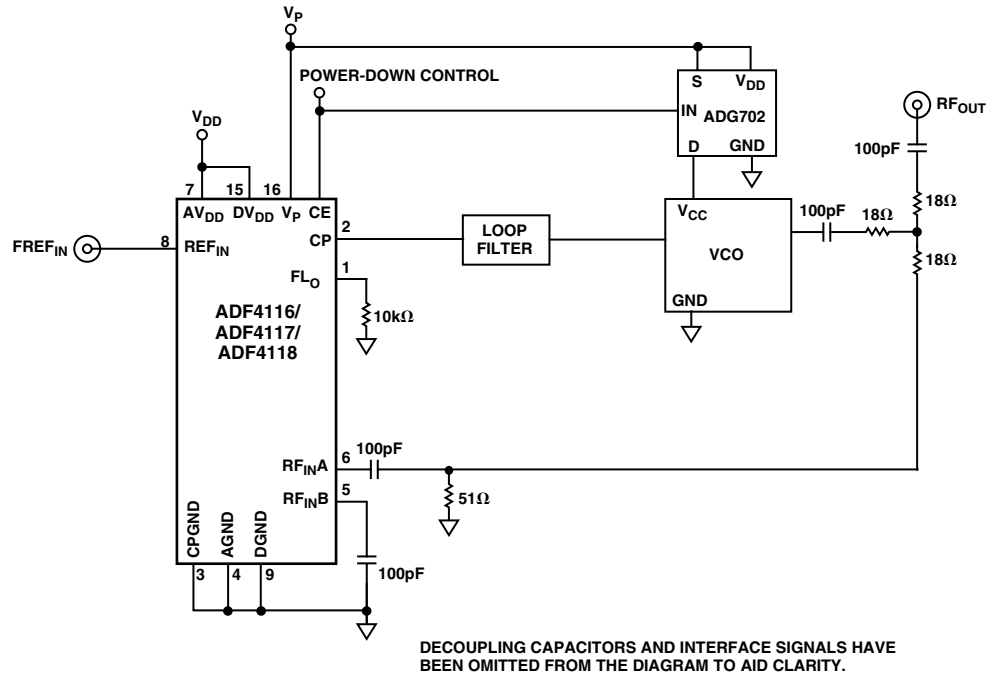 VP
POWER-DOWN CONTROL
VDD
S VDD
IN ADG702
D GND
RFOUT
100pF
18Ω
7 15 16
AVDD DVDD VP CE
2
CP
FREFIN
8 REFIN
LOOP
FILTER
VCC
VCO
GND
100pF
18Ω
18Ω
1
FLO
10kΩ
ADF4116/
ADF4117/
ADF4118
6 100pF
RFINA
5
RFINB
51Ω
100pF
CPGND
AGND
DGND
3 4 9
DECOUPLING CAPACITORS AND INTERFACE SIGNALS HAVE
BEEN OMITTED FROM THE DIAGRAM TO AID CLARITY.